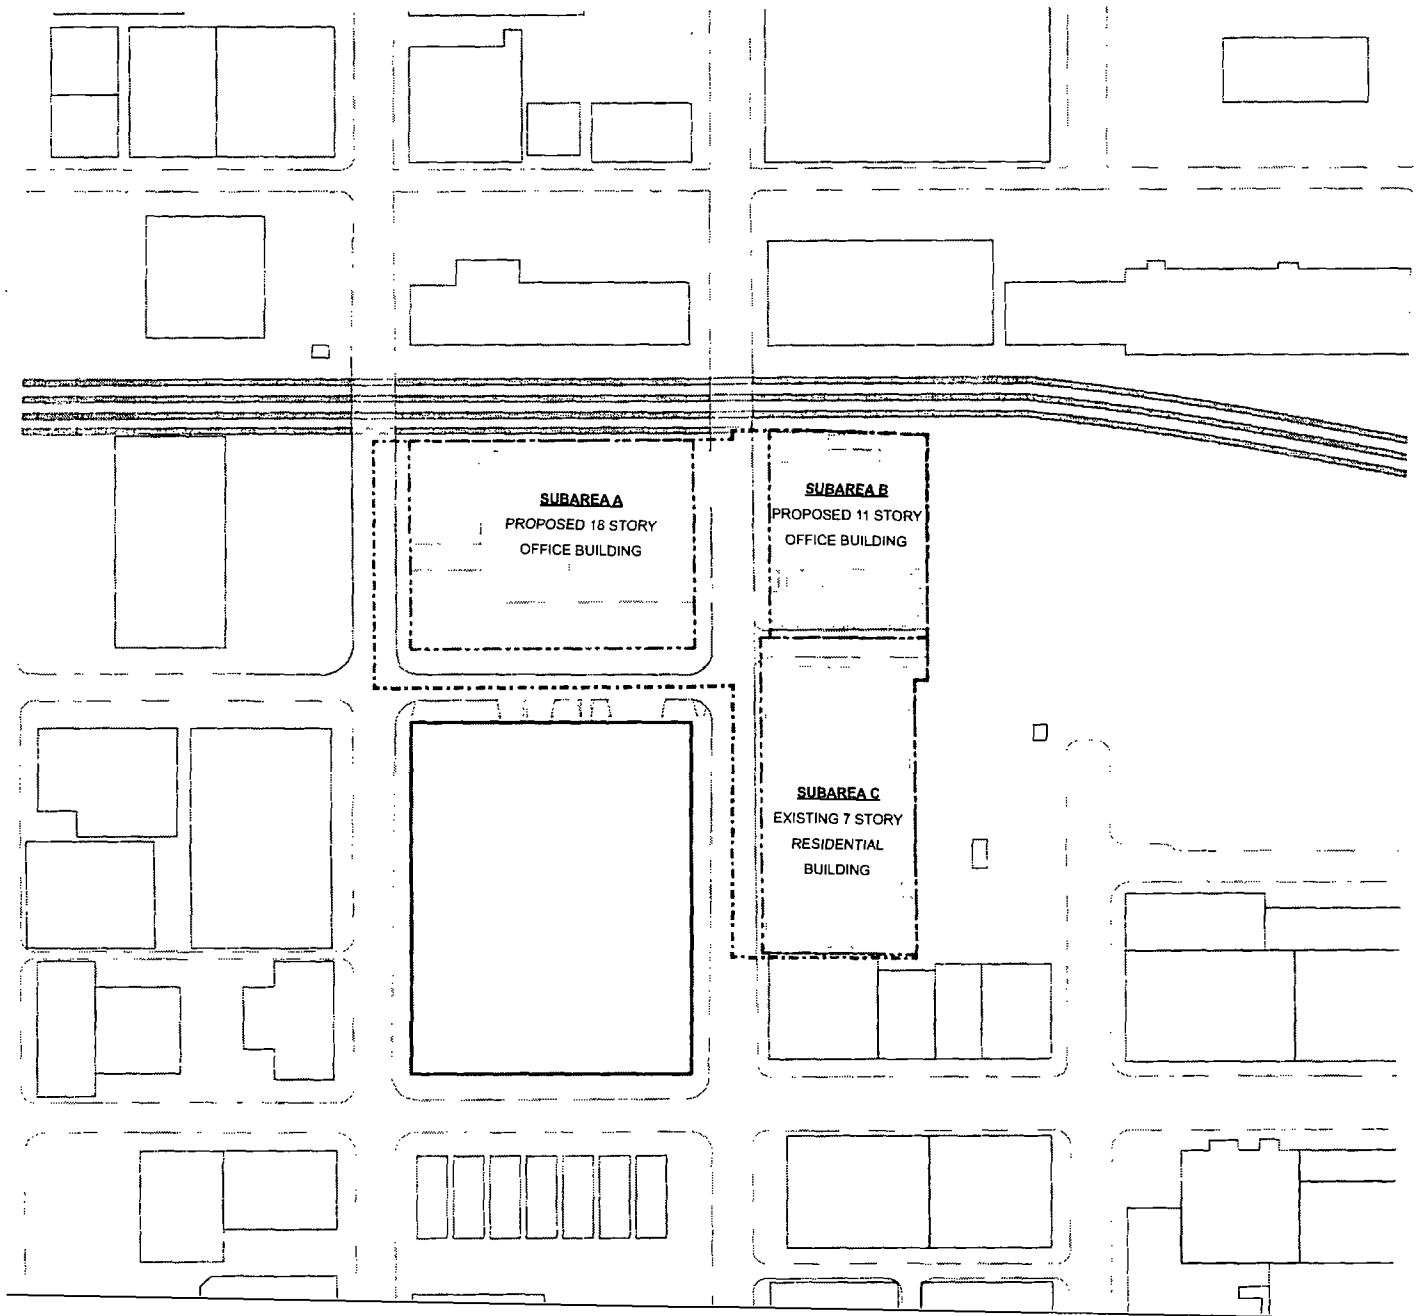 SUBAREA A
PROPOSED 18 STORY
OFFICE BUILDING
SUBAREA B
PROPOSED 11 STORY
OFFICE BUILDING
SUBAREA C
EXISTING 7 STORY
RESIDENTIAL
BUILDING